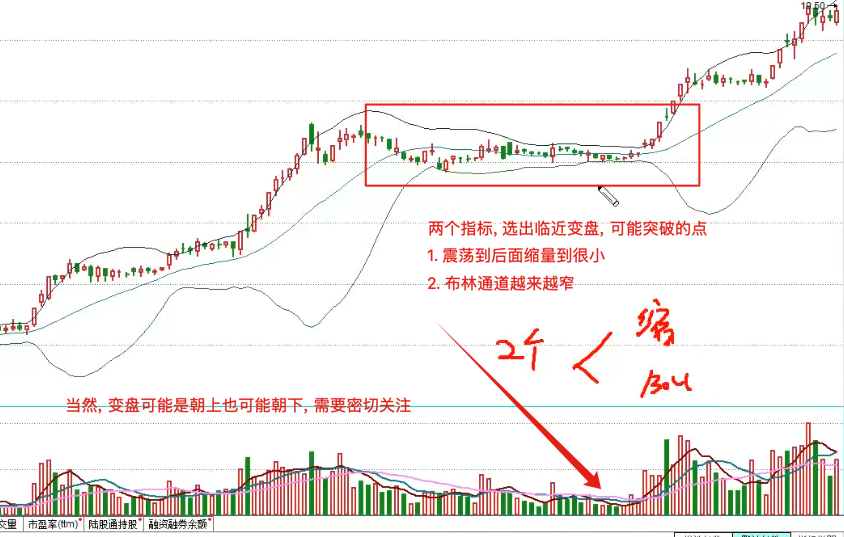 19.50
两个指标, 选出临近变盘, 可能突破的点
1. 震荡到后面缩量到很小
2. 布林通道越来越窄
2个
缩
Bou
当然, 变盘可能是朝上也可能朝下, 需要密切关注
交量 市盈率(ttm) 陆股通持股 融资融券余额